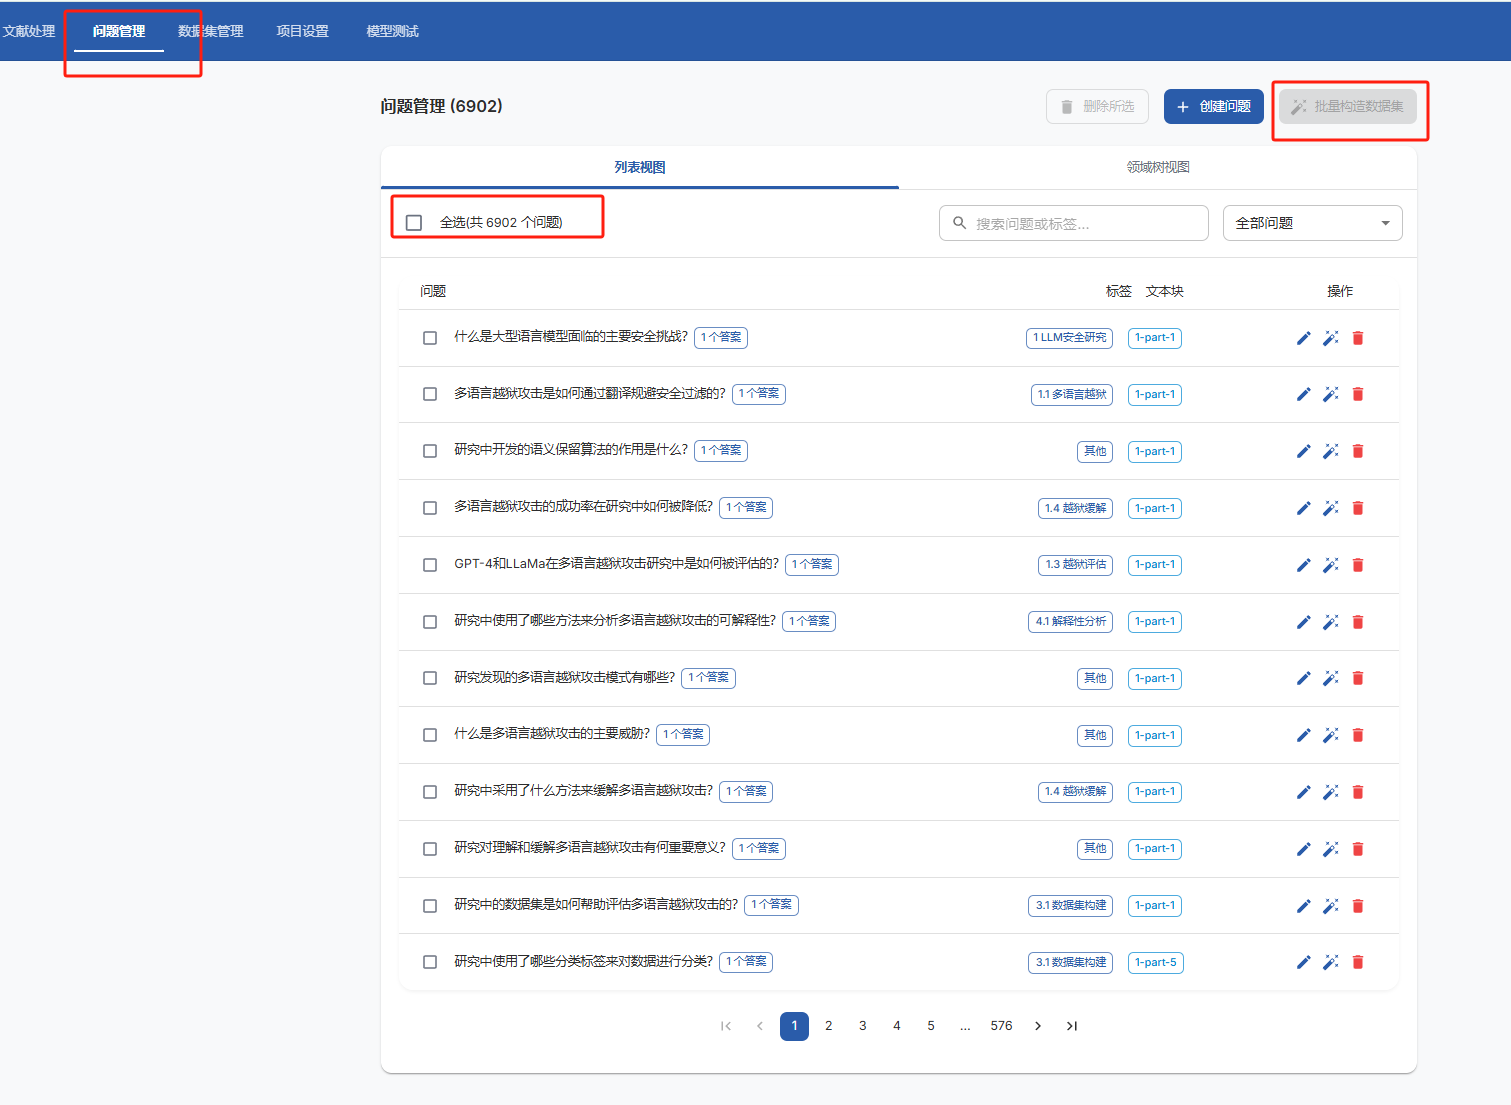 文献处理 问题管理 数据集管理 项目设置 模型测试
问题管理 (6902) 删除所选 创建问题 批量构造数据集
列表视图 领域树视图
全选(共 6902 个问题) 搜索问题或标签... 全部问题
问题 标签 文本块 操作
什么是大型语言模型面临的主要安全挑战? 1 个答案 1 LLM安全研究 1-part-1
多语言越狱攻击是如何通过翻译规避安全过滤的? 1 个答案 1.1 多语言越狱 1-part-1
研究中开发的语义保留算法的作用是什么? 1 个答案 其他 1-part-1
多语言越狱攻击的成功率在研究中如何被降低? 1 个答案 1.4 越狱缓解 1-part-1
GPT-4和LLaMa在多语言越狱攻击研究中是如何被评估的? 1 个答案 1.3 越狱评估 1-part-1
研究中使用了哪些方法来分析多语言越狱攻击的可解释性? 1 个答案 4.1 解释性分析 1-part-1
研究发现的多语言越狱攻击模式有哪些? 1 个答案 其他 1-part-1
什么是多语言越狱攻击的主要威胁? 1 个答案 其他 1-part-1
研究中采用了什么方法来缓解多语言越狱攻击? 1 个答案 1.4 越狱缓解 1-part-1
研究对理解和缓解多语言越狱攻击有何重要意义? 1 个答案 其他 1-part-1
研究中的数据集是如何帮助评估多语言越狱攻击的? 1 个答案 3.1 数据集构建 1-part-1
研究中使用了哪些分类标签来对数据进行分类? 1 个答案 3.1 数据集构建 1-part-5
1 2 3 4 5 ... 576